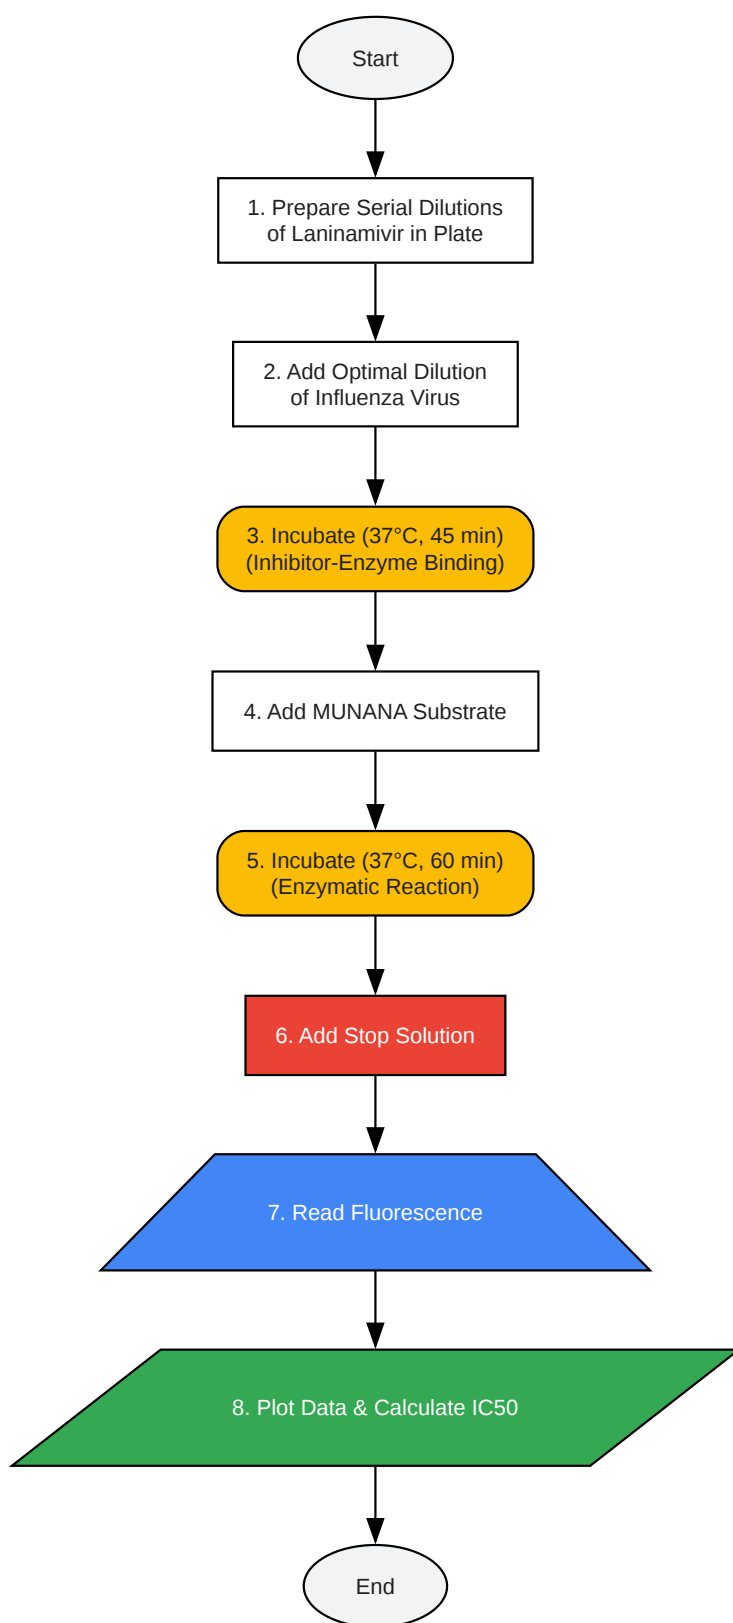 Start
1. Prepare Serial Dilutions
of Laninamivir in Plate
2. Add Optimal Dilution
of Influenza Virus
3. Incubate (37°C, 45 min)
(Inhibitor-Enzyme Binding)
4. Add MUNANA Substrate
5. Incubate (37°C, 60 min)
(Enzymatic Reaction)
6. Add Stop Solution
7. Read Fluorescence
8. Plot Data & Calculate IC50
End